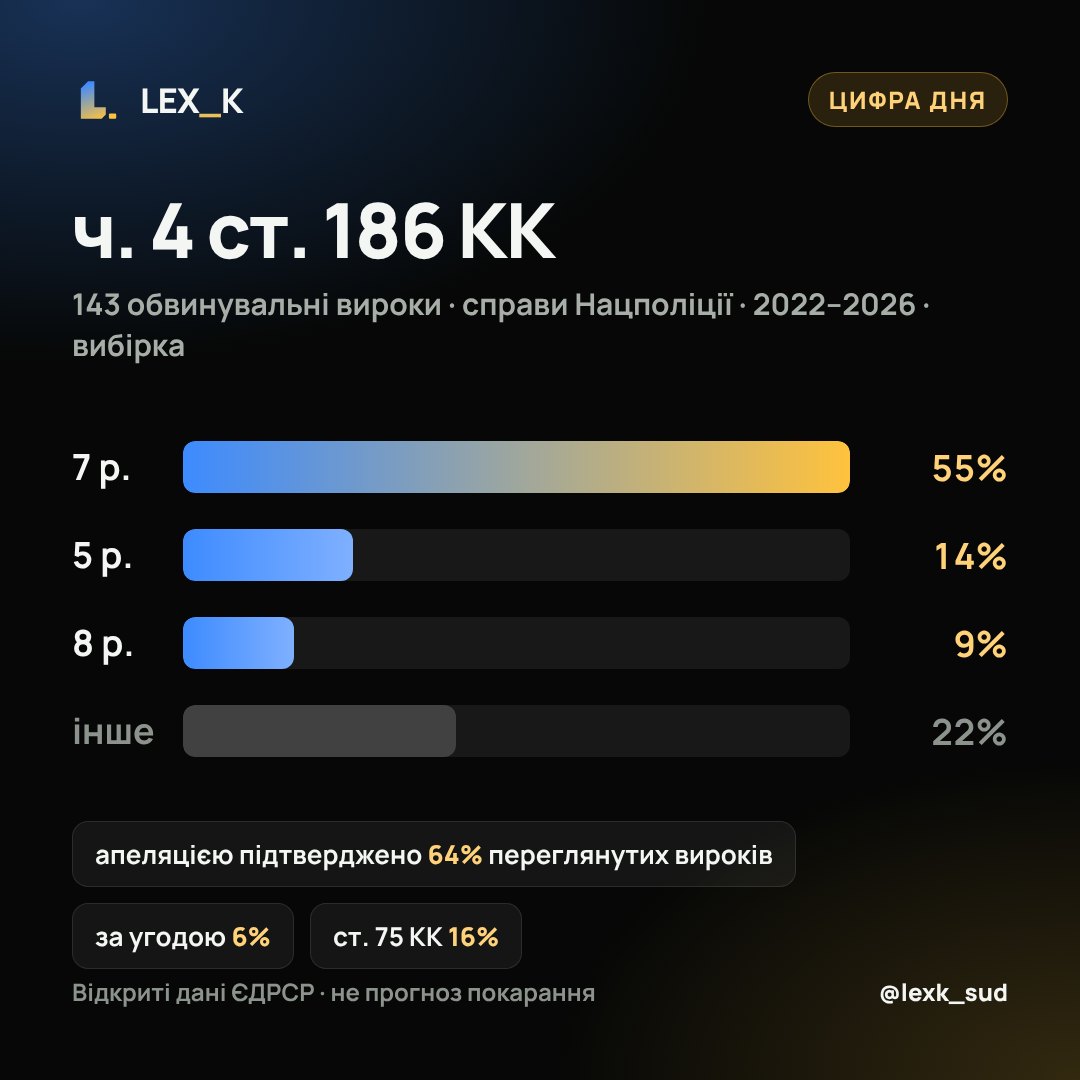 LEX_K
ЦИФРА ДНЯ
ч. 4 ст. 186 КК
143 обвинувальні вироки · справи Нацполіції · 2022–2026 ·
вибірка
7 р. 55%
5 р. 14%
8 р. 9%
інше 22%
апеляцією підтверджено 64% переглянутих вироків
за угодою 6% ст. 75 КК 16%
Відкриті дані ЄДРСР · не прогноз покарання @lexk_sud